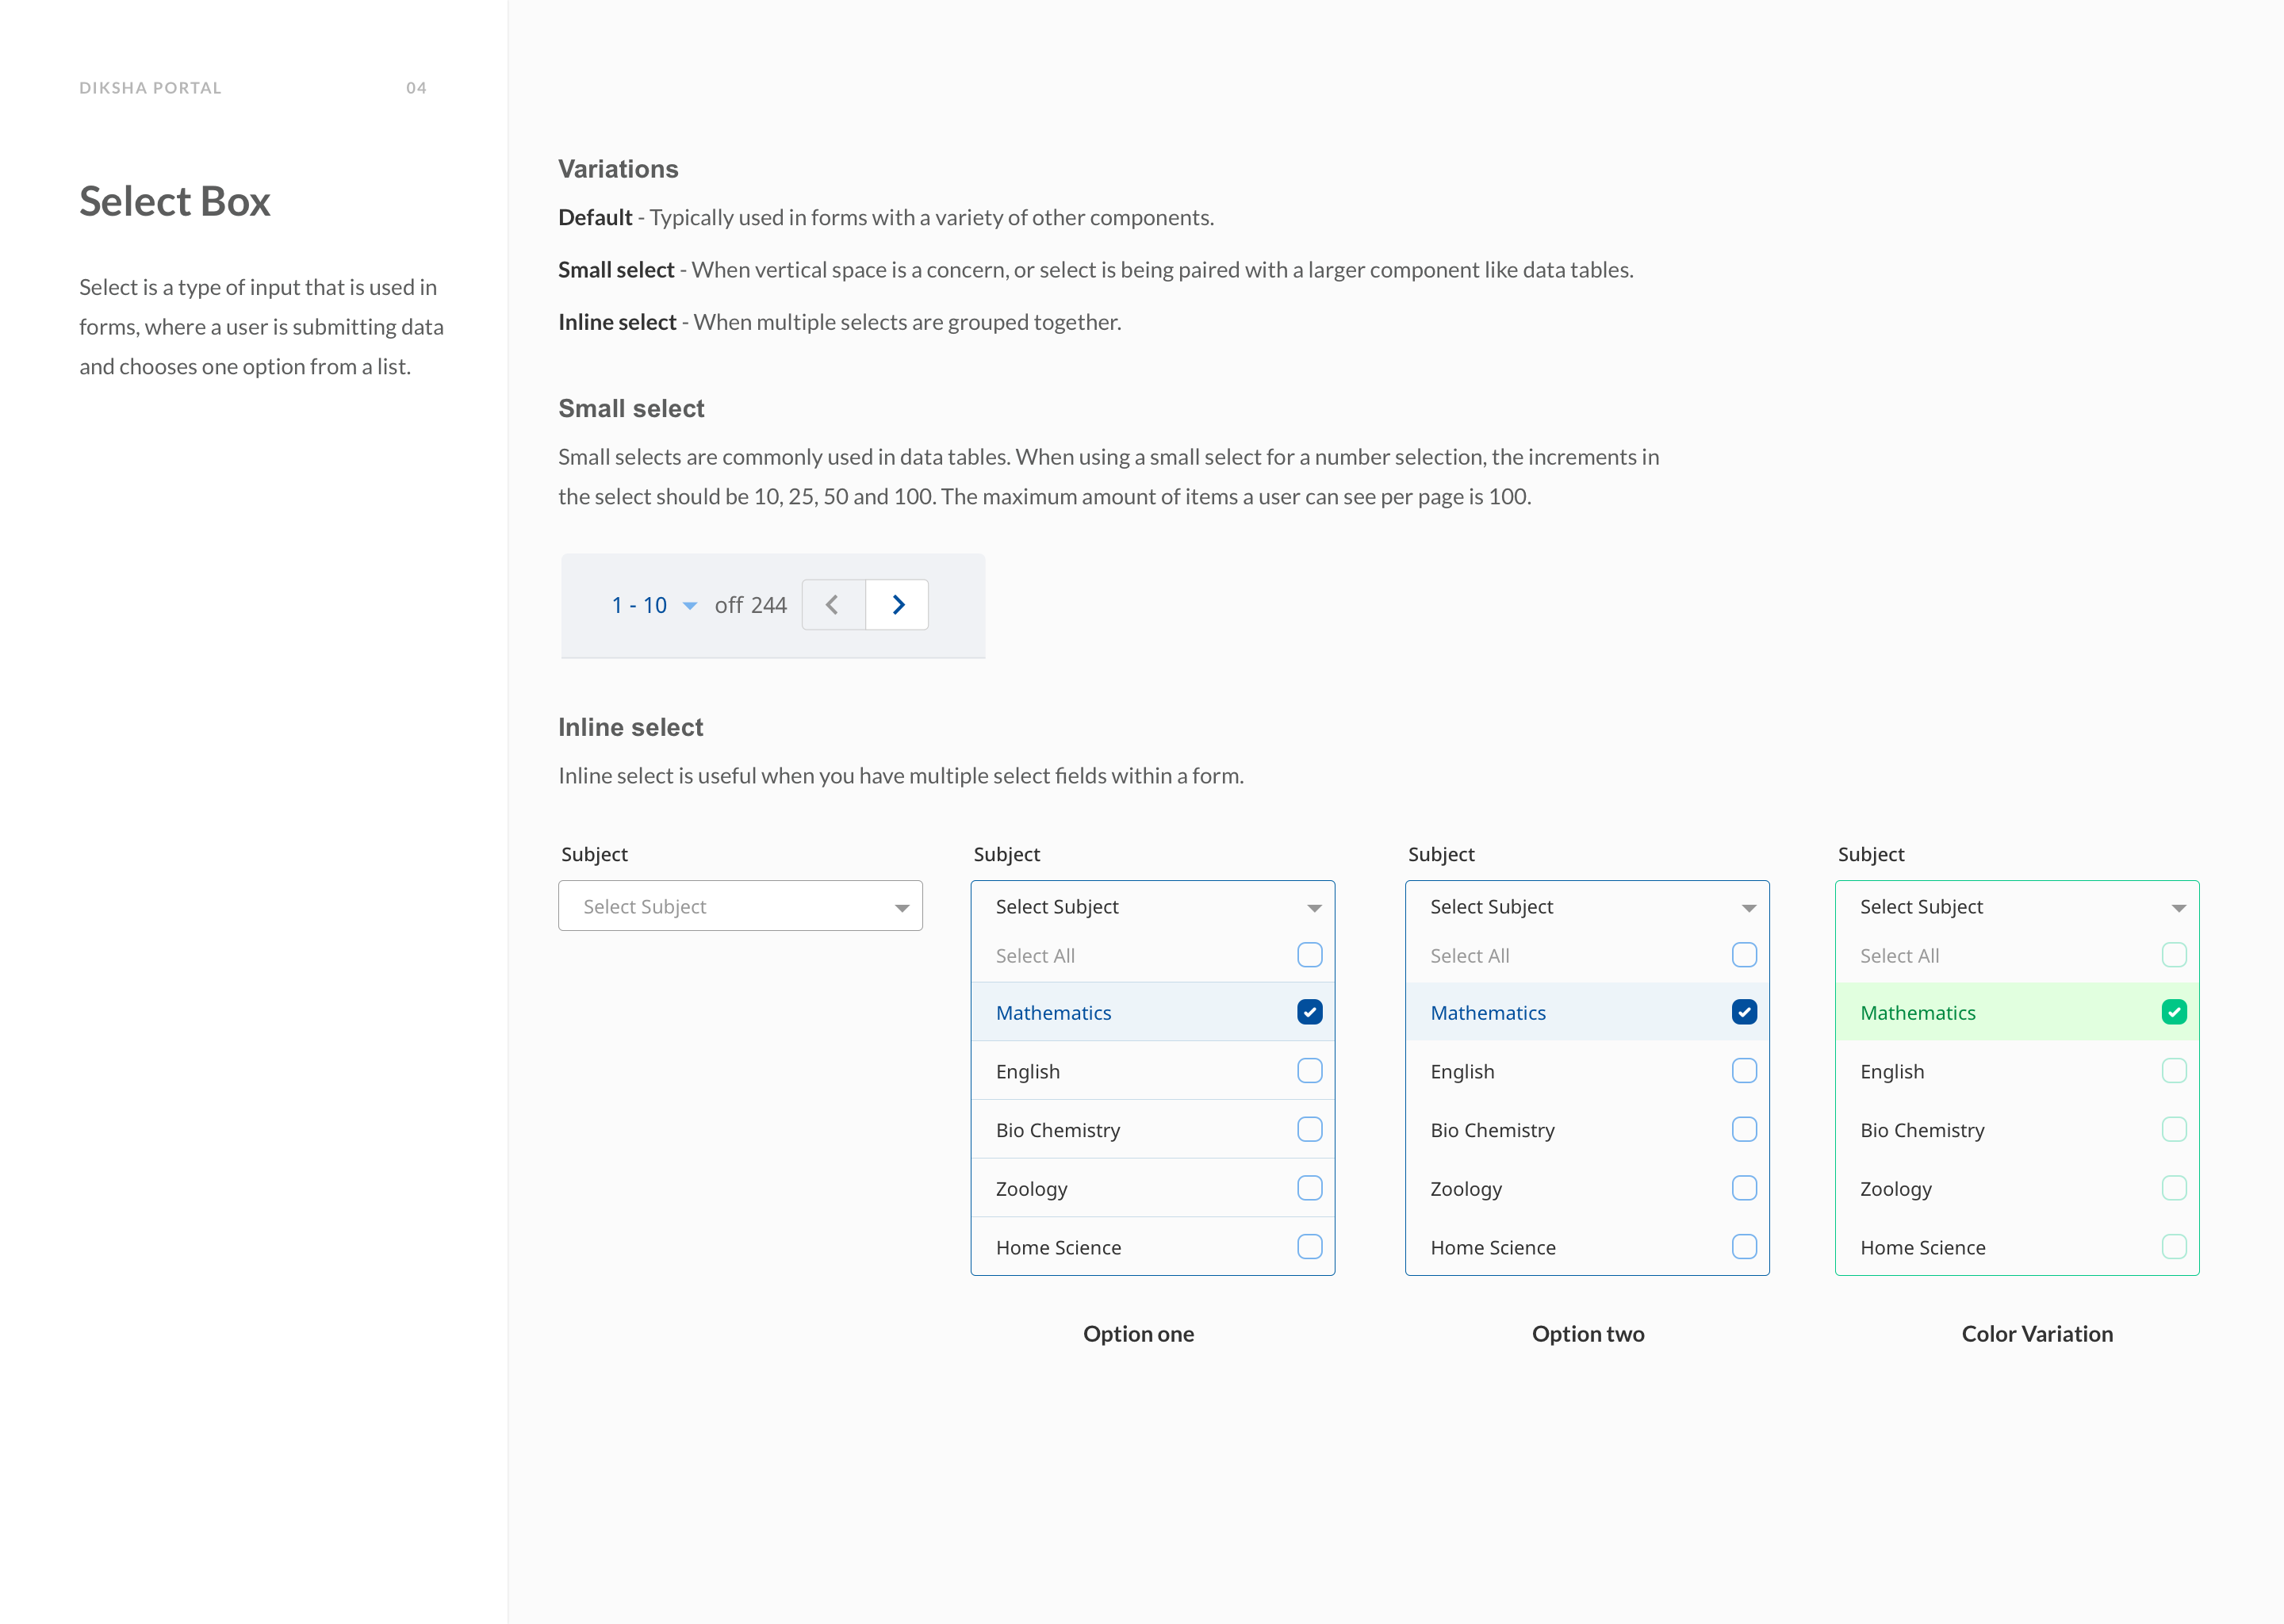 DIKSHA PORTAL 04
Select Box
Select is a type of input that is used in
forms, where a user is submitting data
and chooses one option from a list.
Variations
Default - Typically used in forms with a variety of other components.
Small select - When vertical space is a concern, or select is being paired with a larger component like data tables.
Inline select - When multiple selects are grouped together.
Small select
Small selects are commonly used in data tables. When using a small select for a number selection, the increments in
the select should be 10, 25, 50 and 100. The maximum amount of items a user can see per page is 100.
1 - 10 off 244
Inline select
Inline select is useful when you have multiple select fields within a form.
Subject
Select Subject
Subject
Select Subject
Select All
Mathematics
English
Bio Chemistry
Zoology
Home Science
Option one
Subject
Select Subject
Select All
Mathematics
English
Bio Chemistry
Zoology
Home Science
Option two
Subject
Select Subject
Select All
Mathematics
English
Bio Chemistry
Zoology
Home Science
Color Variation